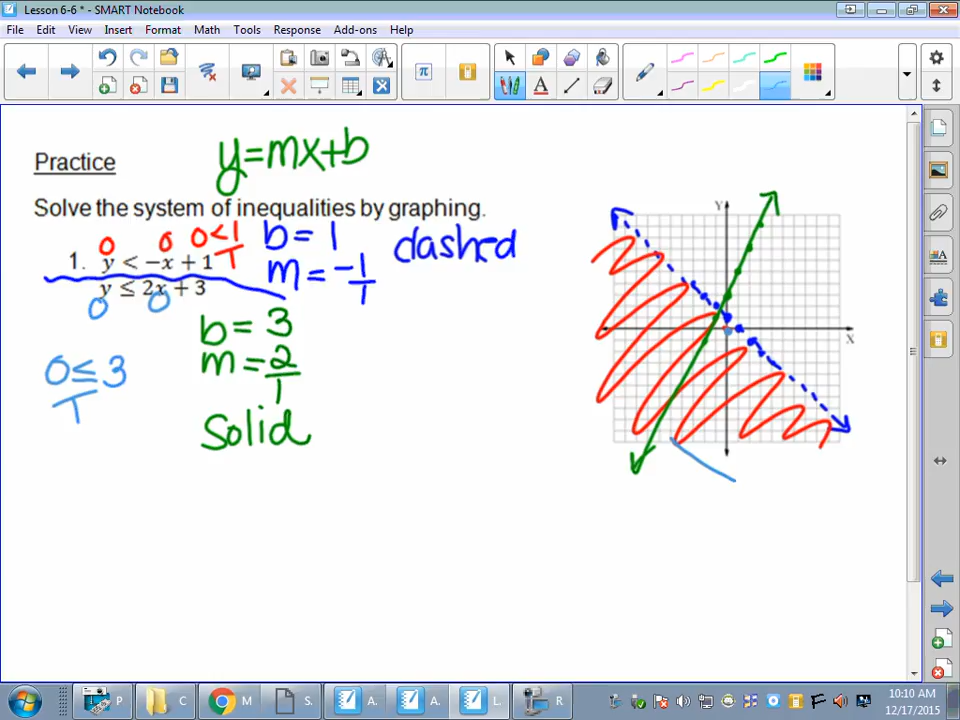 Lesson 6-6 * - SMART Notebook
File Edit View Insert Format Math Tools Response Add-ons Help
π
A
Practice
y=mx+b
Solve the system of inequalities by graphing.
0 0 0<1
T
1. y < −x + 1
y ≤ 2x + 3
0 0
b = 1
m = -1/1
dashed
b = 3
m = 2/1
Solid
0 ≤ 3
T
Y
X
P C M S. A. A. L. R
10:10 AM
12/17/2015